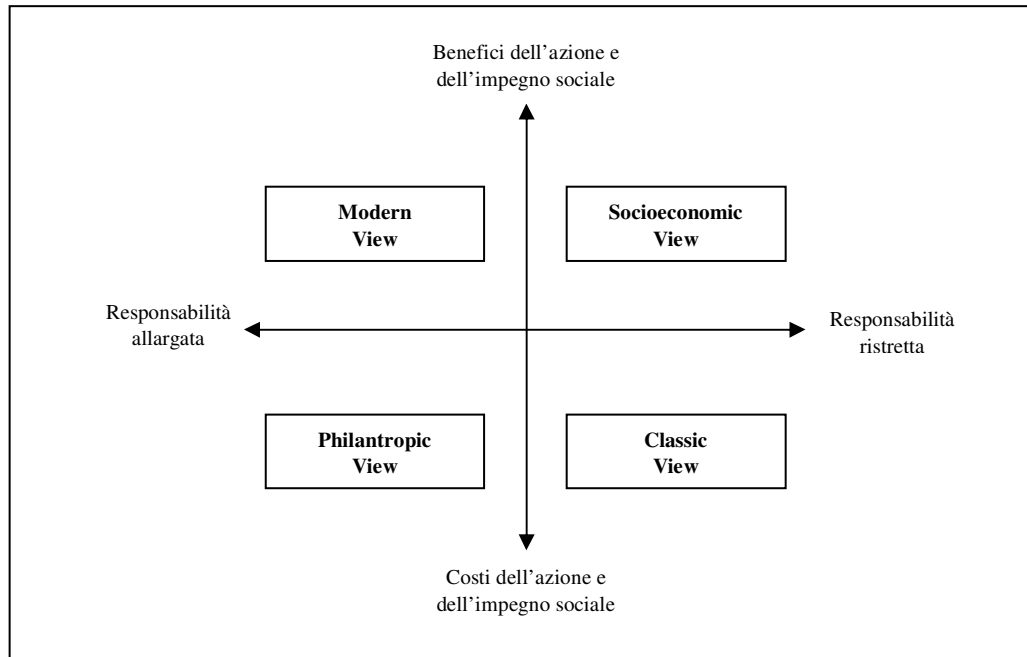 Benefici dell'azione e
dell'impegno sociale
Modern
View
Socioeconomic
View
Responsabilità
allargata
Responsabilità
ristretta
Philantropic
View
Classic
View
Costi dell'azione e
dell'impegno sociale